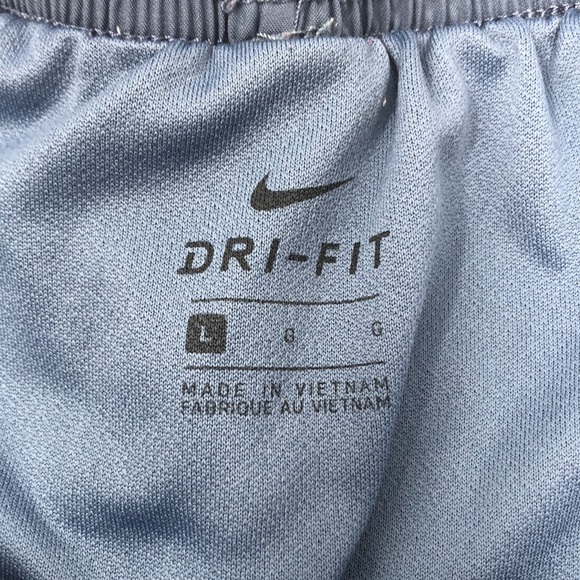 DRI-FIT
L G G
MADE IN VIETNAM
FABRIQUE AU VIETNAM